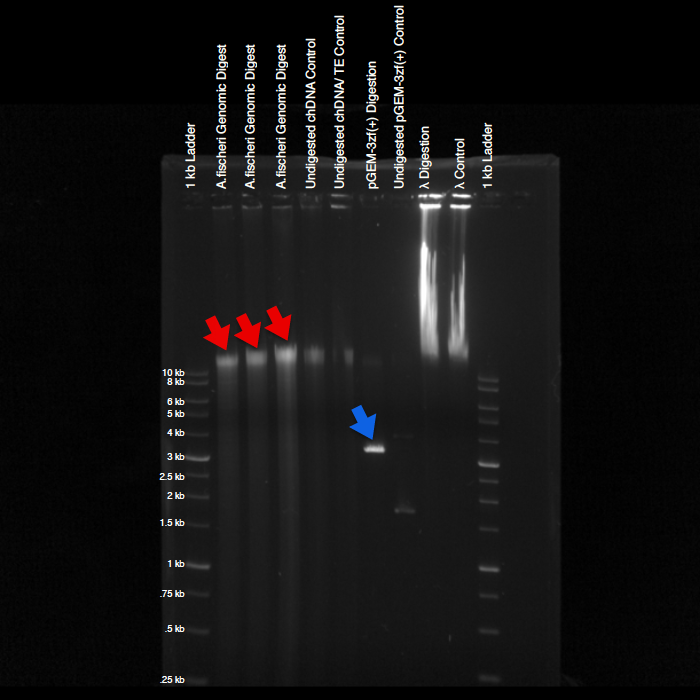 1 kb Ladder
A.fischeri Genomic Digest
A.fischeri Genomic Digest
A.fischeri Genomic Digest
Undigested chDNA Control
Undigested chDNA/ TE Control
pGEM-3zf(+) Digestion
Undigested pGEM-3zf(+) Control
λ Digestion
λ Control
1 kb Ladder
10 kb
8 kb
6 kb
5 kb
4 kb
3 kb
2.5 kb
2 kb
1.5 kb
1 kb
.75 kb
.5 kb
.25 kb